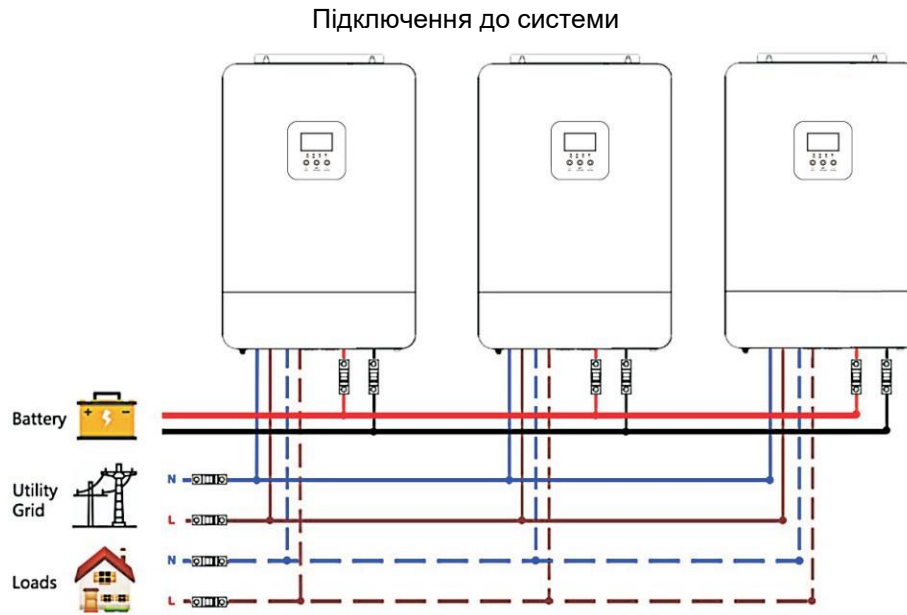 Підключення до системи
Battery
Utility
Grid
N
L
Loads
N
L